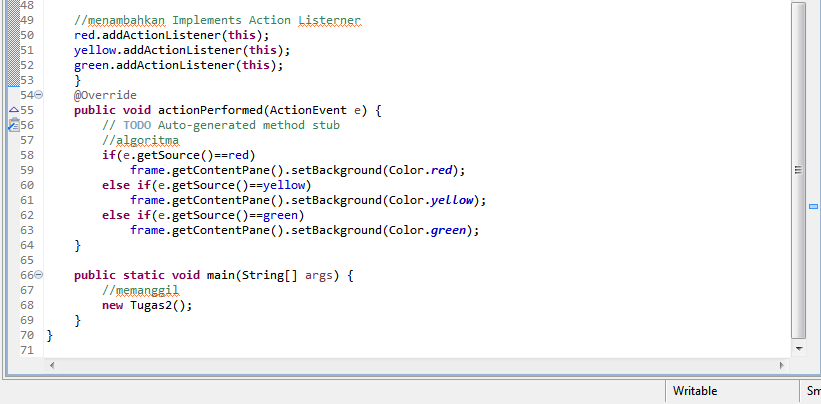 48
49 //menambahkan Implements Action Listerner
50 red.addActionListener(this);
51 yellow.addActionListener(this);
52 green.addActionListener(this);
53 }
54 @Override
55 public void actionPerformed(ActionEvent e) {
56 // TODO Auto-generated method stub
57 //algoritma
58 if(e.getSource()==red)
59 frame.getContentPane().setBackground(Color.red);
60 else if(e.getSource()==yellow)
61 frame.getContentPane().setBackground(Color.yellow);
62 else if(e.getSource()==green)
63 frame.getContentPane().setBackground(Color.green);
64 }
65
66 public static void main(String[] args) {
67 //memanggil
68 new Tugas2();
69 }
70 }
71
Writable
Sm